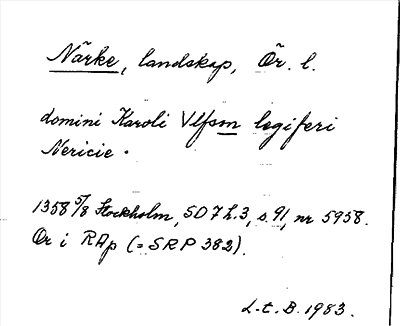 Närke, landskap, Ör. l.
domini Karoli Vlfsm legiferi
Nericie.
1358 5/8 Stockholm, SD 7 h.3, s. 91, nr 5958.
Or i RAp (= SRP 382).
L.t. B. 1983.